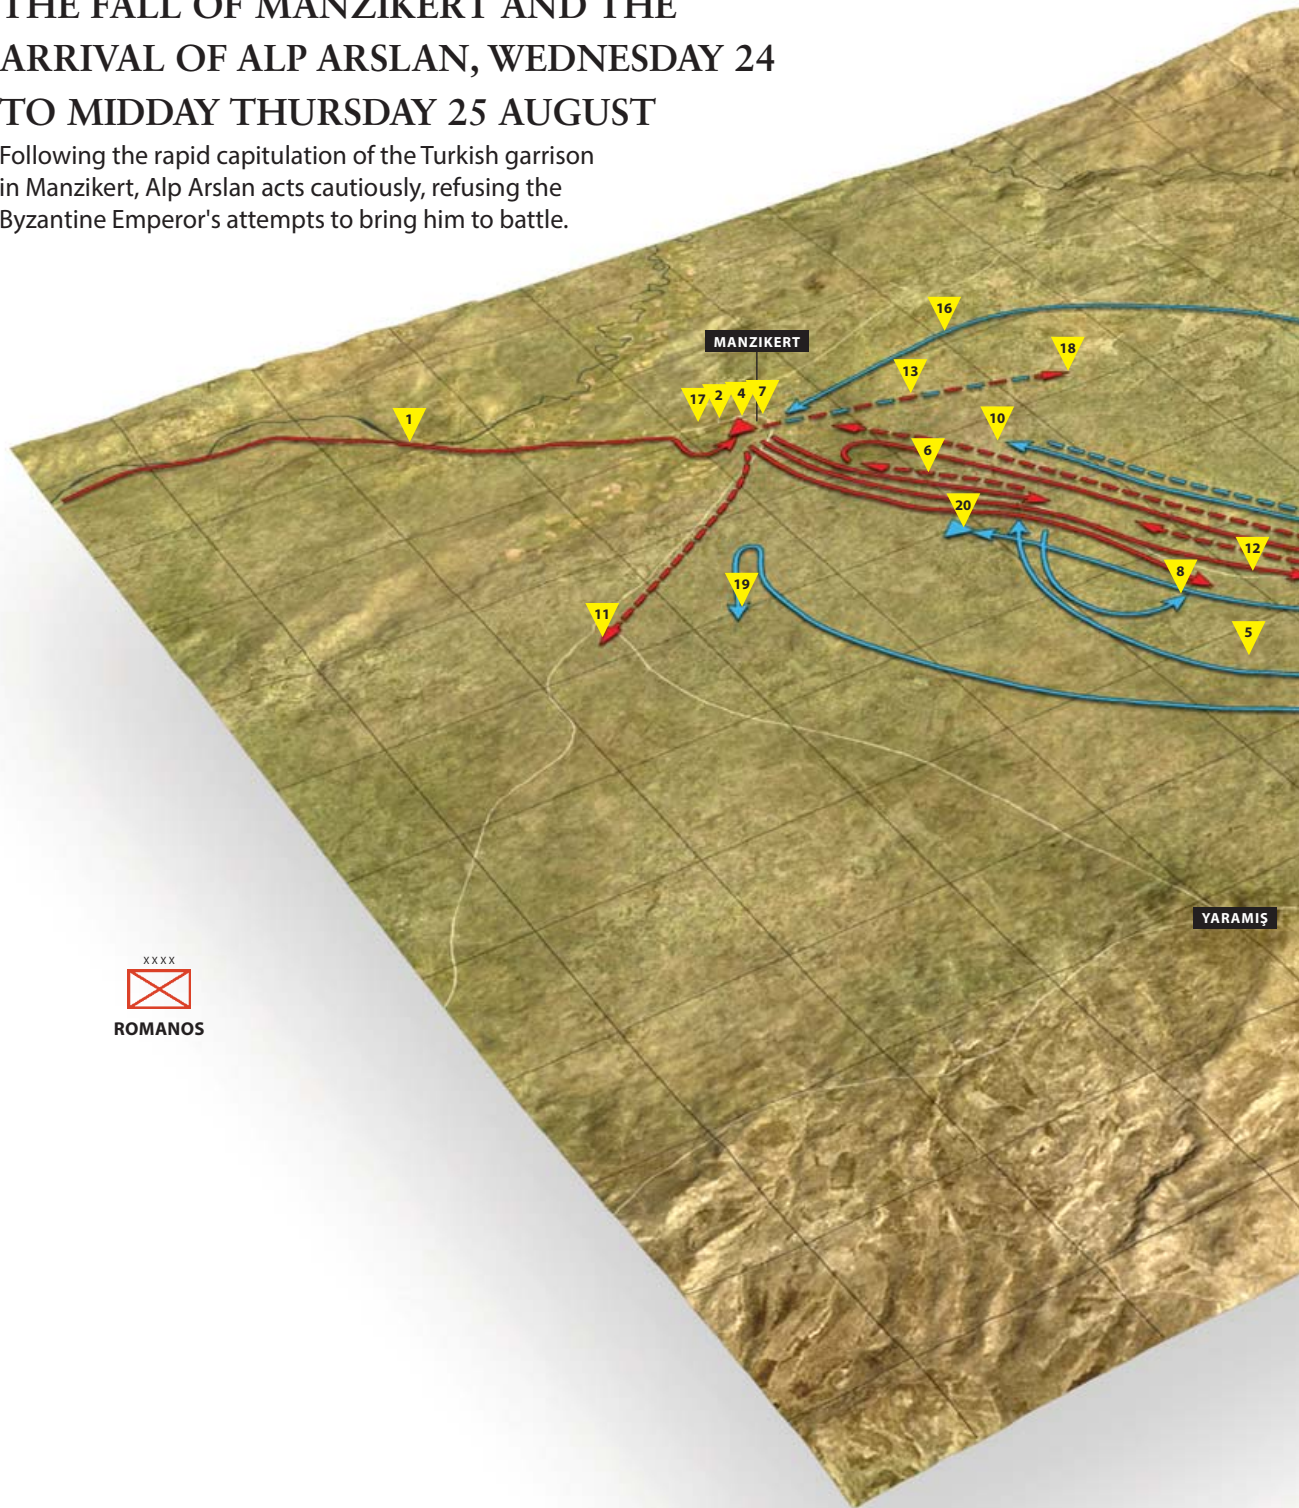 THE FALL OF MANZIKERT AND THE
ARRIVAL OF ALP ARSLAN, WEDNESDAY 24
TO MIDDAY THURSDAY 25 AUGUST
Following the rapid capitulation of the Turkish garrison
in Manzikert, Alp Arslan acts cautiously, refusing the
Byzantine Emperor's attempts to bring him to battle.
16
MANZIKERT
18
13
17 2 4 7
1
10
6
20
12
8
19
11
5
YARAMIŞ
xxxx
ROMANOS